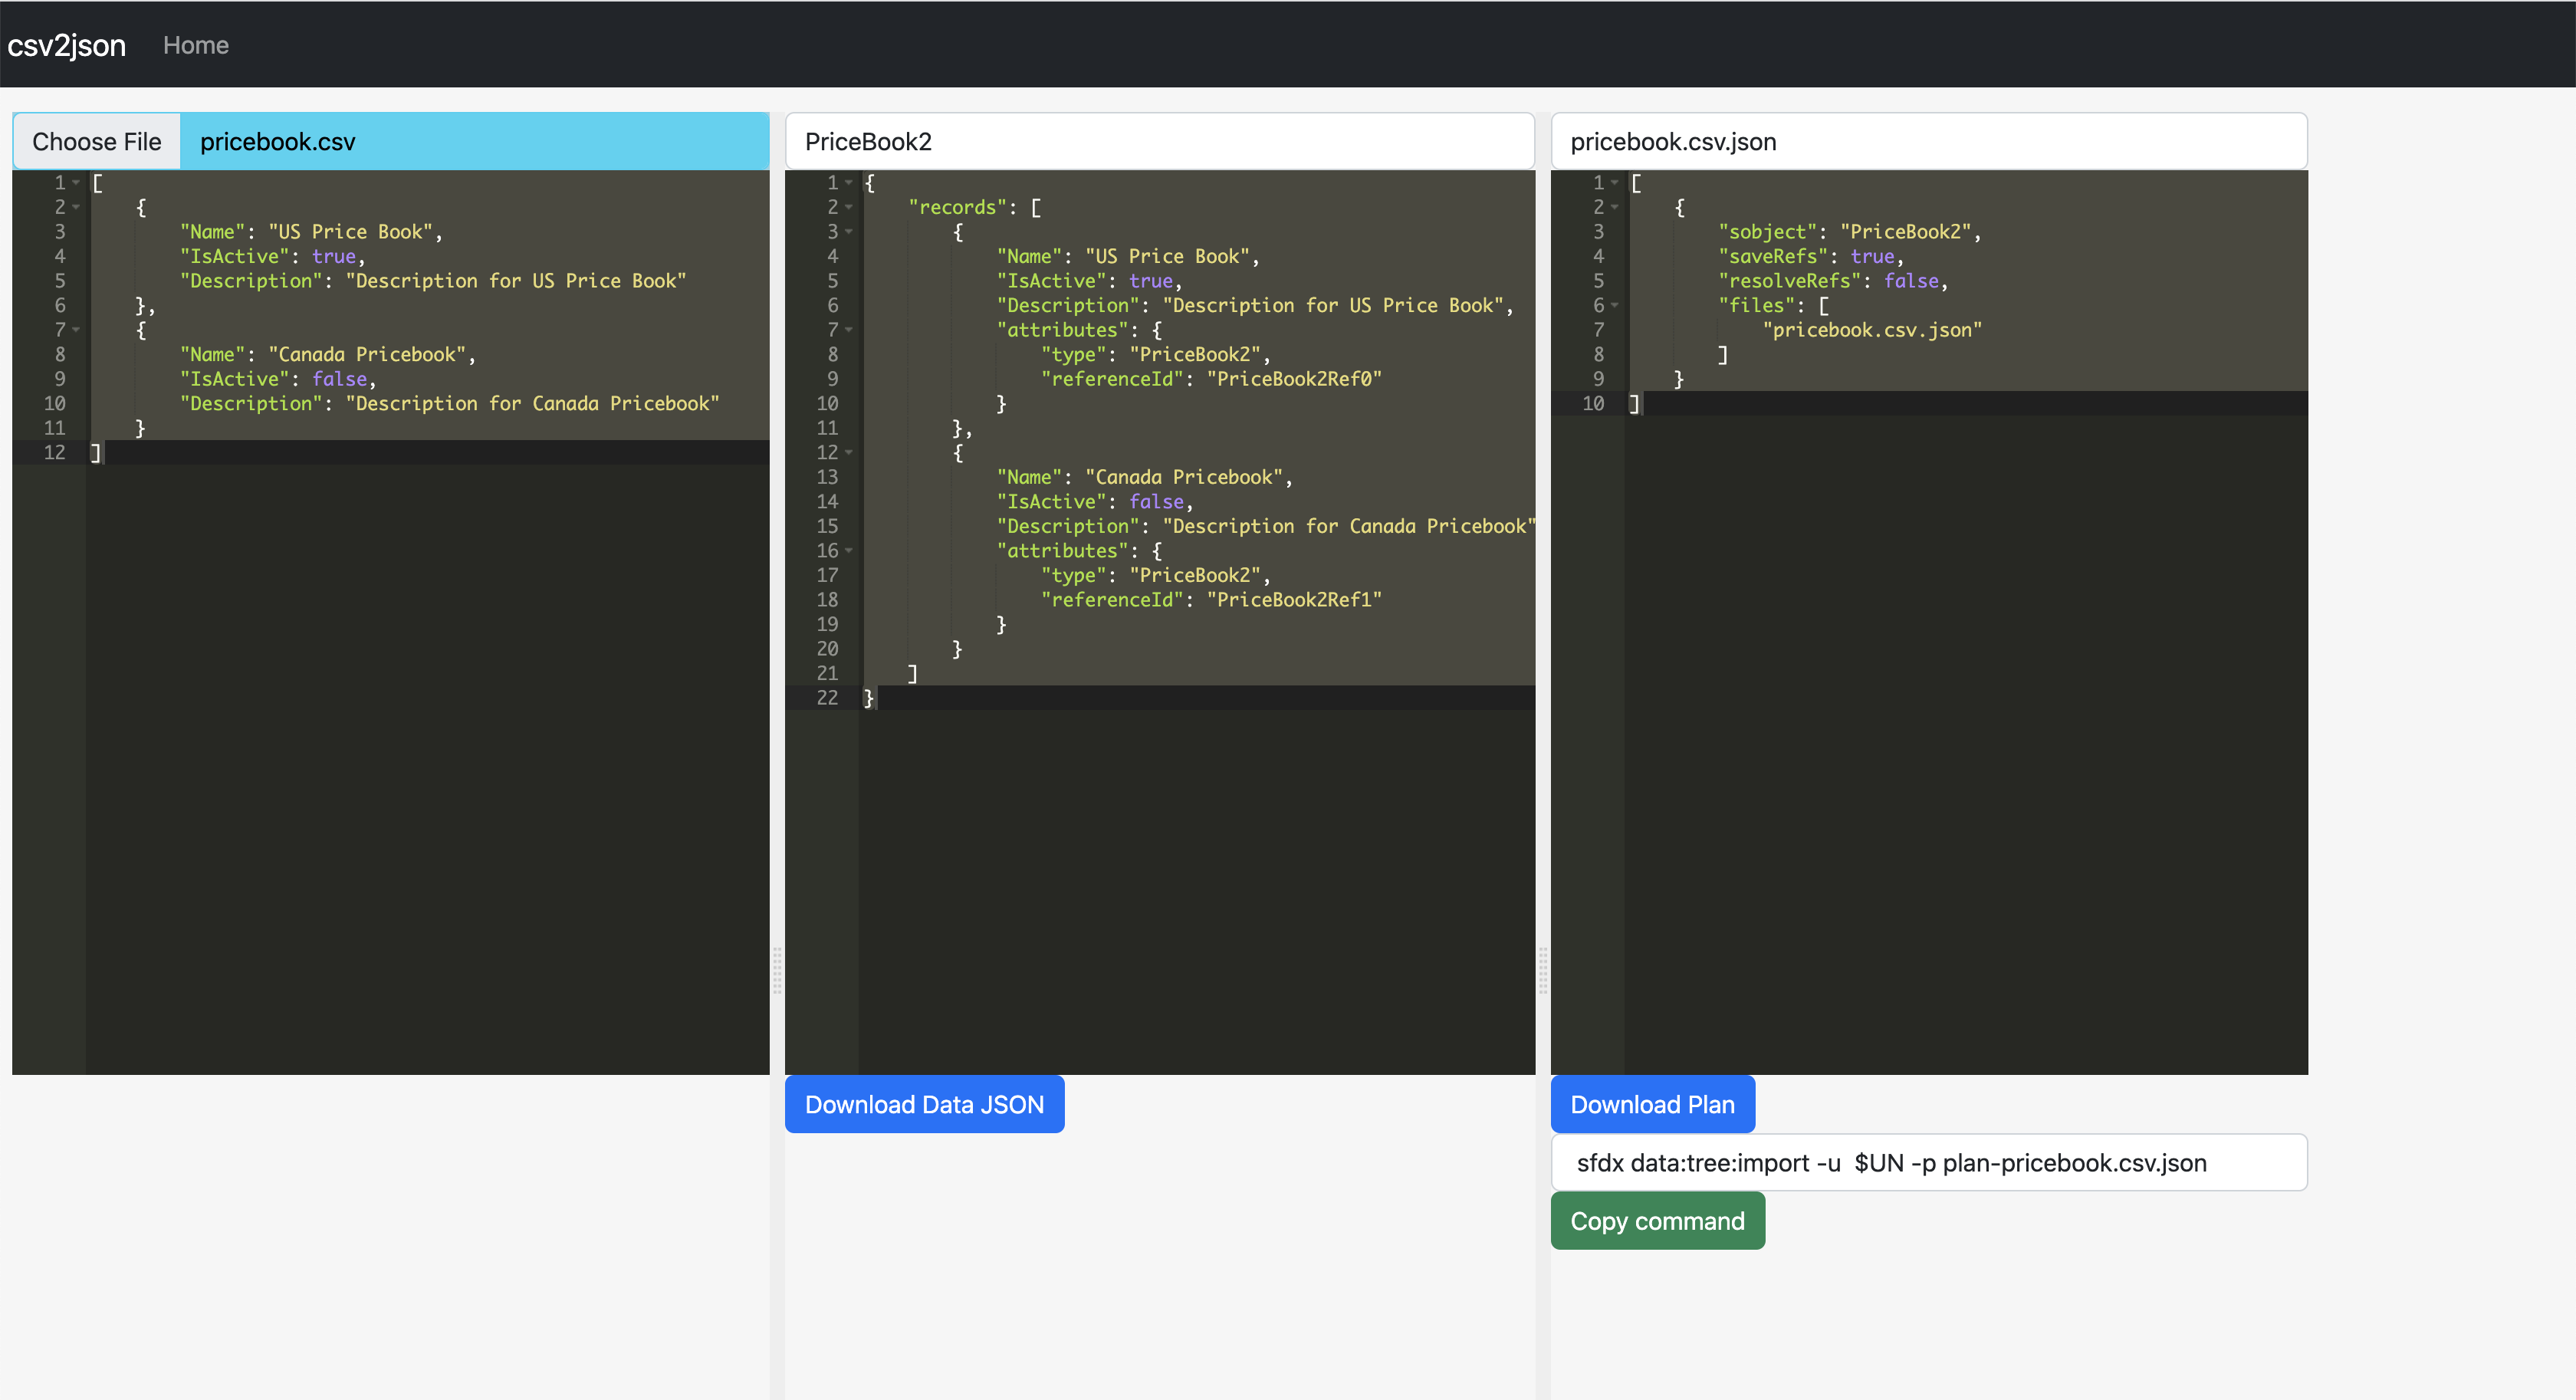 csv2json Home
Choose File pricebook.csv
1 [
2 {
3 "Name": "US Price Book",
4 "IsActive": true,
5 "Description": "Description for US Price Book"
6 },
7 {
8 "Name": "Canada Pricebook",
9 "IsActive": false,
10 "Description": "Description for Canada Pricebook"
11 }
12 ]
PriceBook2
1 {
2 "records": [
3 {
4 "Name": "US Price Book",
5 "IsActive": true,
6 "Description": "Description for US Price Book",
7 "attributes": {
8 "type": "PriceBook2",
9 "referenceId": "PriceBook2Ref0"
10 }
11 },
12 {
13 "Name": "Canada Pricebook",
14 "IsActive": false,
15 "Description": "Description for Canada Pricebook"
16 "attributes": {
17 "type": "PriceBook2",
18 "referenceId": "PriceBook2Ref1"
19 }
20 }
21 ]
22 }
Download Data JSON
pricebook.csv.json
1 [
2 {
3 "sobject": "PriceBook2",
4 "saveRefs": true,
5 "resolveRefs": false,
6 "files": [
7 "pricebook.csv.json"
8 ]
9 }
10 ]
Download Plan
sfdx data:tree:import -u  $UN -p plan-pricebook.csv.json
Copy command